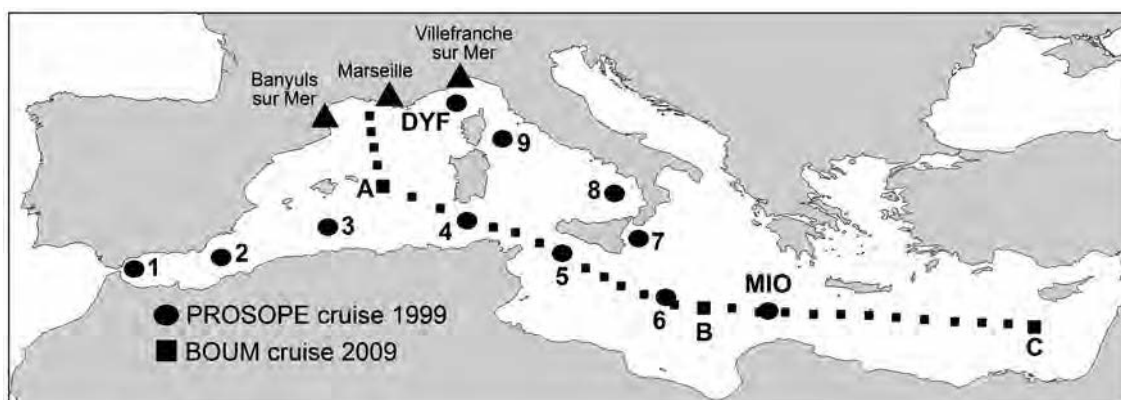 Villefranche
sur Mer
Marseille
Banyuls
sur Mer
DYF
9
A
8
3
4
7
2
1
5
MIO
6
B
C
PROSOPE cruise 1999
BOUM cruise 2009